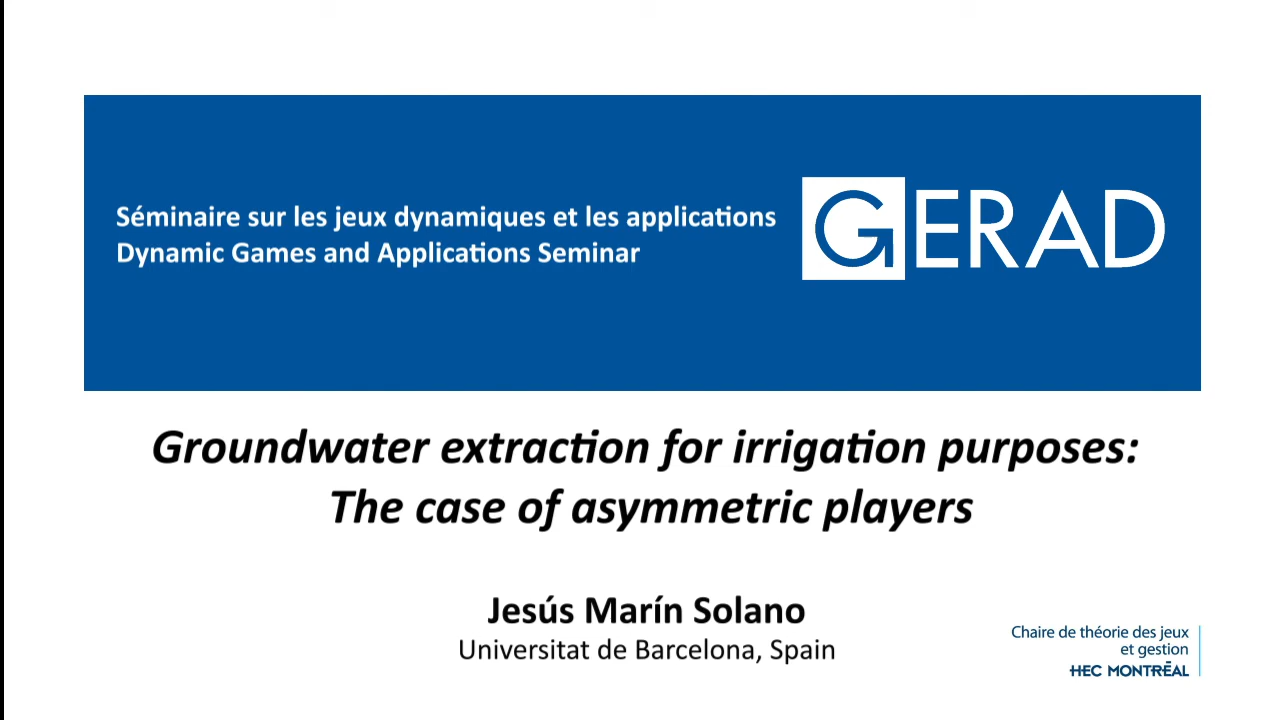 Séminaire sur les jeux dynamiques et les applications
Dynamic Games and Applications Seminar
GERAD
Groundwater extraction for irrigation purposes:
The case of asymmetric players
Jesús Marín Solano
Universitat de Barcelona, Spain
Chaire de théorie des jeux
et gestion
HEC MONTRÉAL